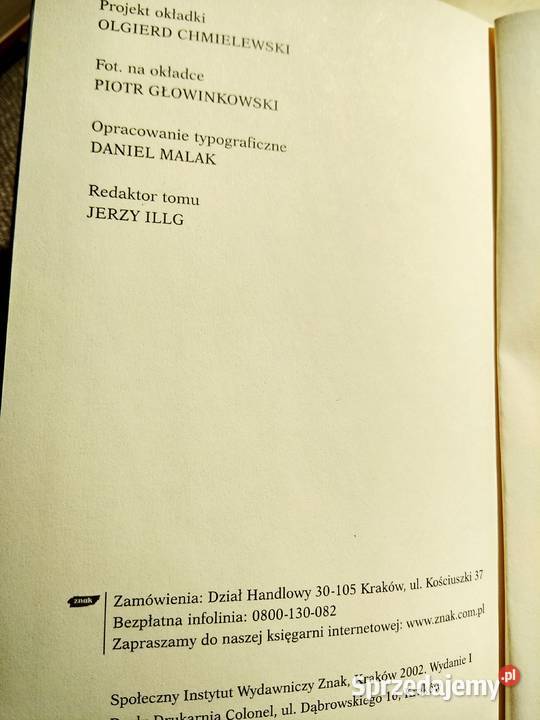 Projekt okładki
OLGIERD CHMIELEWSKI
Fot. na okładce
PIOTR GŁOWINKOWSKI
Opracowanie typograficzne
DANIEL MALAK
Redaktor tomu
JERZY ILLG
znak
Zamówienia: Dział Handlowy 30-105 Kraków, ul. Kościuszki 37
Bezpłatna infolinia: 0800-130-082
Zapraszamy do naszej księgarni internetowej: www.znak.com.pl
Społeczny Instytut Wydawniczy Znak, Kraków 2002. Wydanie I
Drukarnia Colonel, ul. Dąbrowskiego 16,
Sprzedajemy.pl